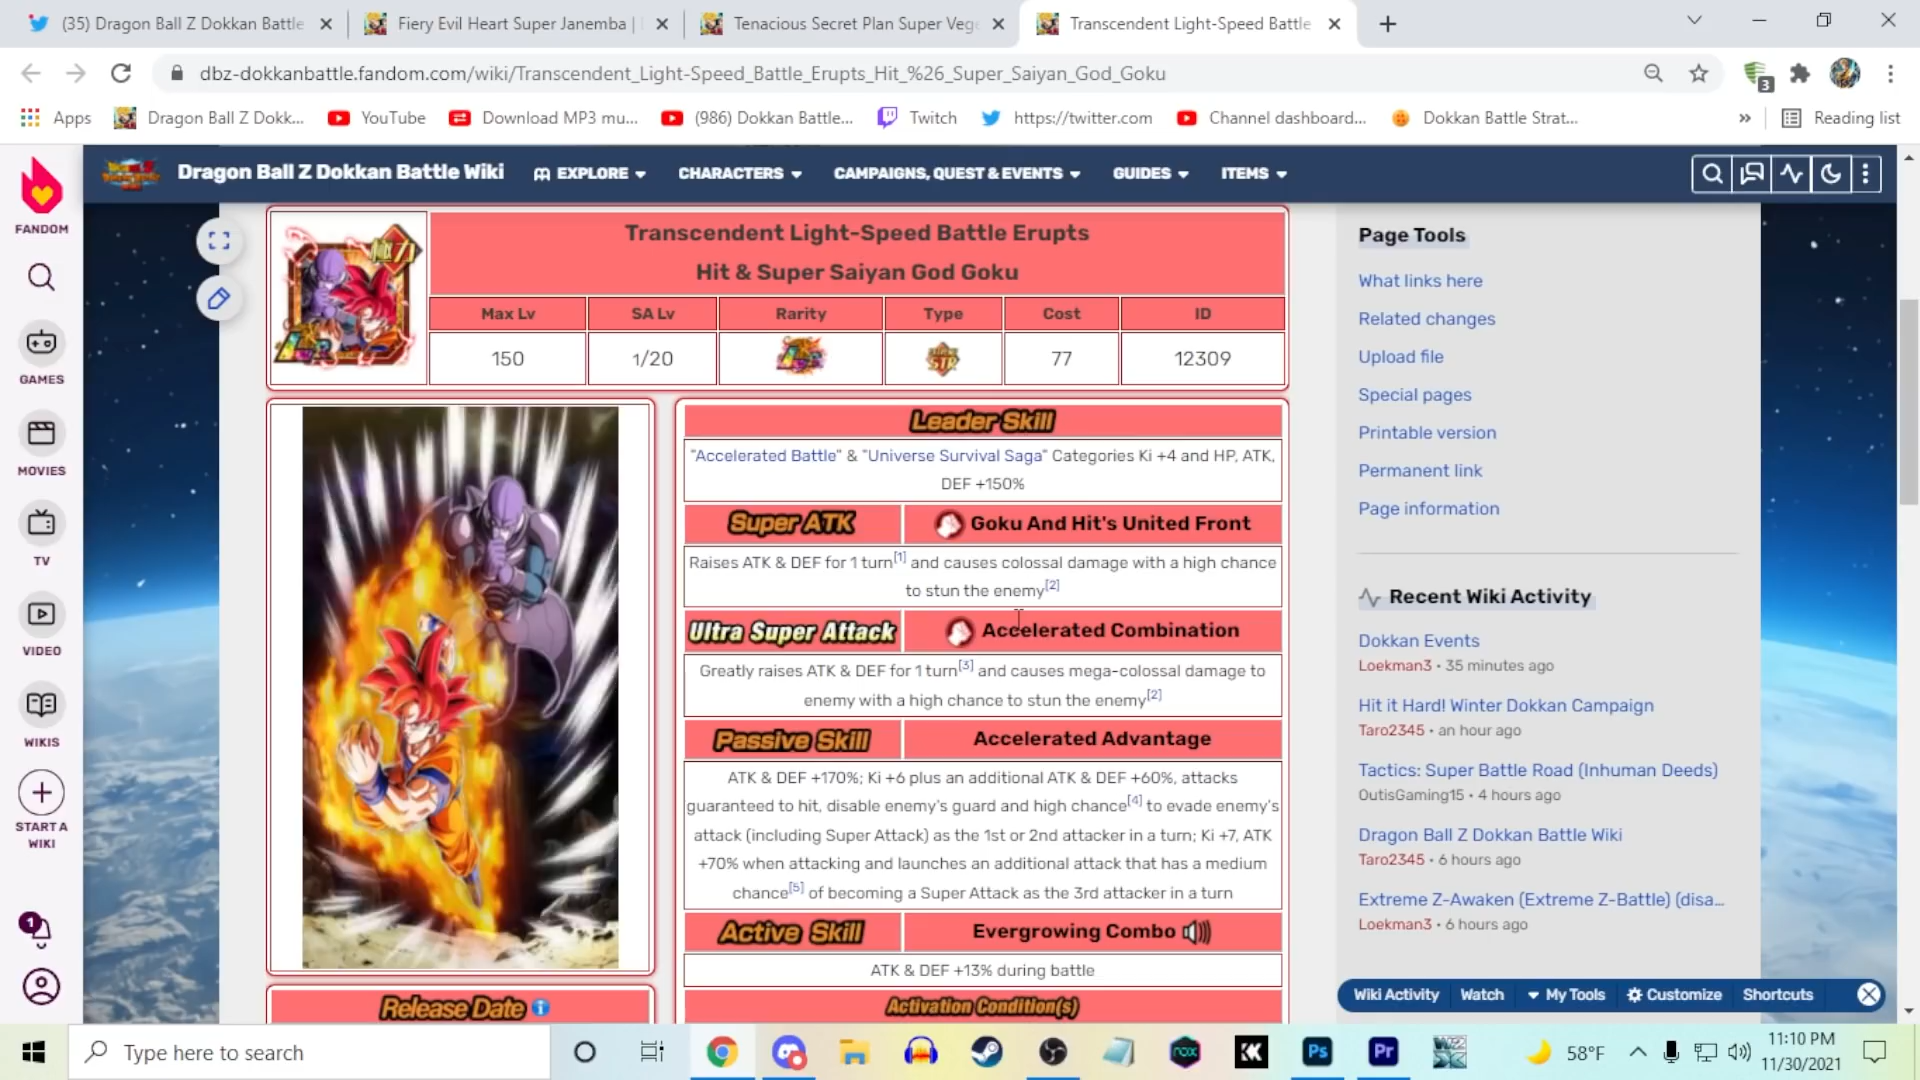 (35) Dragon Ball Z Dokkan Battle
Fiery Evil Heart Super Janemba |
Tenacious Secret Plan Super Vege
Transcendent Light-Speed Battle
dbz-dokkanbattle.fandom.com/wiki/Transcendent_Light-Speed_Battle_Erupts_Hit_%26_Super_Saiyan_God_Goku
3
Apps
Dragon Ball Z Dokk...
YouTube
Download MP3 mu...
(986) Dokkan Battle...
Twitch
https://twitter.com
Channel dashboard...
Dokkan Battle Strat...
»
Reading list
FANDOM
GAMES
MOVIES
TV
VIDEO
WIKIS
START A
WIKI
1
Dragon Ball Z Dokkan Battle Wiki
EXPLORE
CHARACTERS
CAMPAIGNS, QUEST & EVENTS
GUIDES
ITEMS
Transcendent Light-Speed Battle Erupts
Hit & Super Saiyan God Goku
Max Lv
SA Lv
Rarity
Type
Cost
ID
150
1/20
LR
STR
77
12309
Leader Skill
"Accelerated Battle" & "Universe Survival Saga" Categories Ki +4 and HP, ATK,
DEF +150%
Super ATK
Goku And Hit's United Front
Raises ATK & DEF for 1 turn[1] and causes colossal damage with a high chance
to stun the enemy[2]
Ultra Super Attack
Accelerated Combination
Greatly raises ATK & DEF for 1 turn[3] and causes mega-colossal damage to
enemy with a high chance to stun the enemy[2]
Passive Skill
Accelerated Advantage
ATK & DEF +170%; Ki +6 plus an additional ATK & DEF +60%, attacks
guaranteed to hit, disable enemy's guard and high chance[4] to evade enemy's
attack (including Super Attack) as the 1st or 2nd attacker in a turn; Ki +7, ATK
+70% when attacking and launches an additional attack that has a medium
chance[5] of becoming a Super Attack as the 3rd attacker in a turn
Active Skill
Evergrowing Combo
ATK & DEF +13% during battle
Activation Condition(s)
Release Date
Page Tools
What links here
Related changes
Upload file
Special pages
Printable version
Permanent link
Page information
Recent Wiki Activity
Dokkan Events
Loekman3 • 35 minutes ago
Hit it Hard! Winter Dokkan Campaign
Taro2345 • an hour ago
Tactics: Super Battle Road (Inhuman Deeds)
OutisGaming15 • 4 hours ago
Dragon Ball Z Dokkan Battle Wiki
Taro2345 • 6 hours ago
Extreme Z-Awaken (Extreme Z-Battle) (disa...
Loekman3 • 6 hours ago
Wiki Activity
Watch
My Tools
Customize
Shortcuts
Type here to search
nox
Ps
Pr
58°F
11:10 PM
11/30/2021